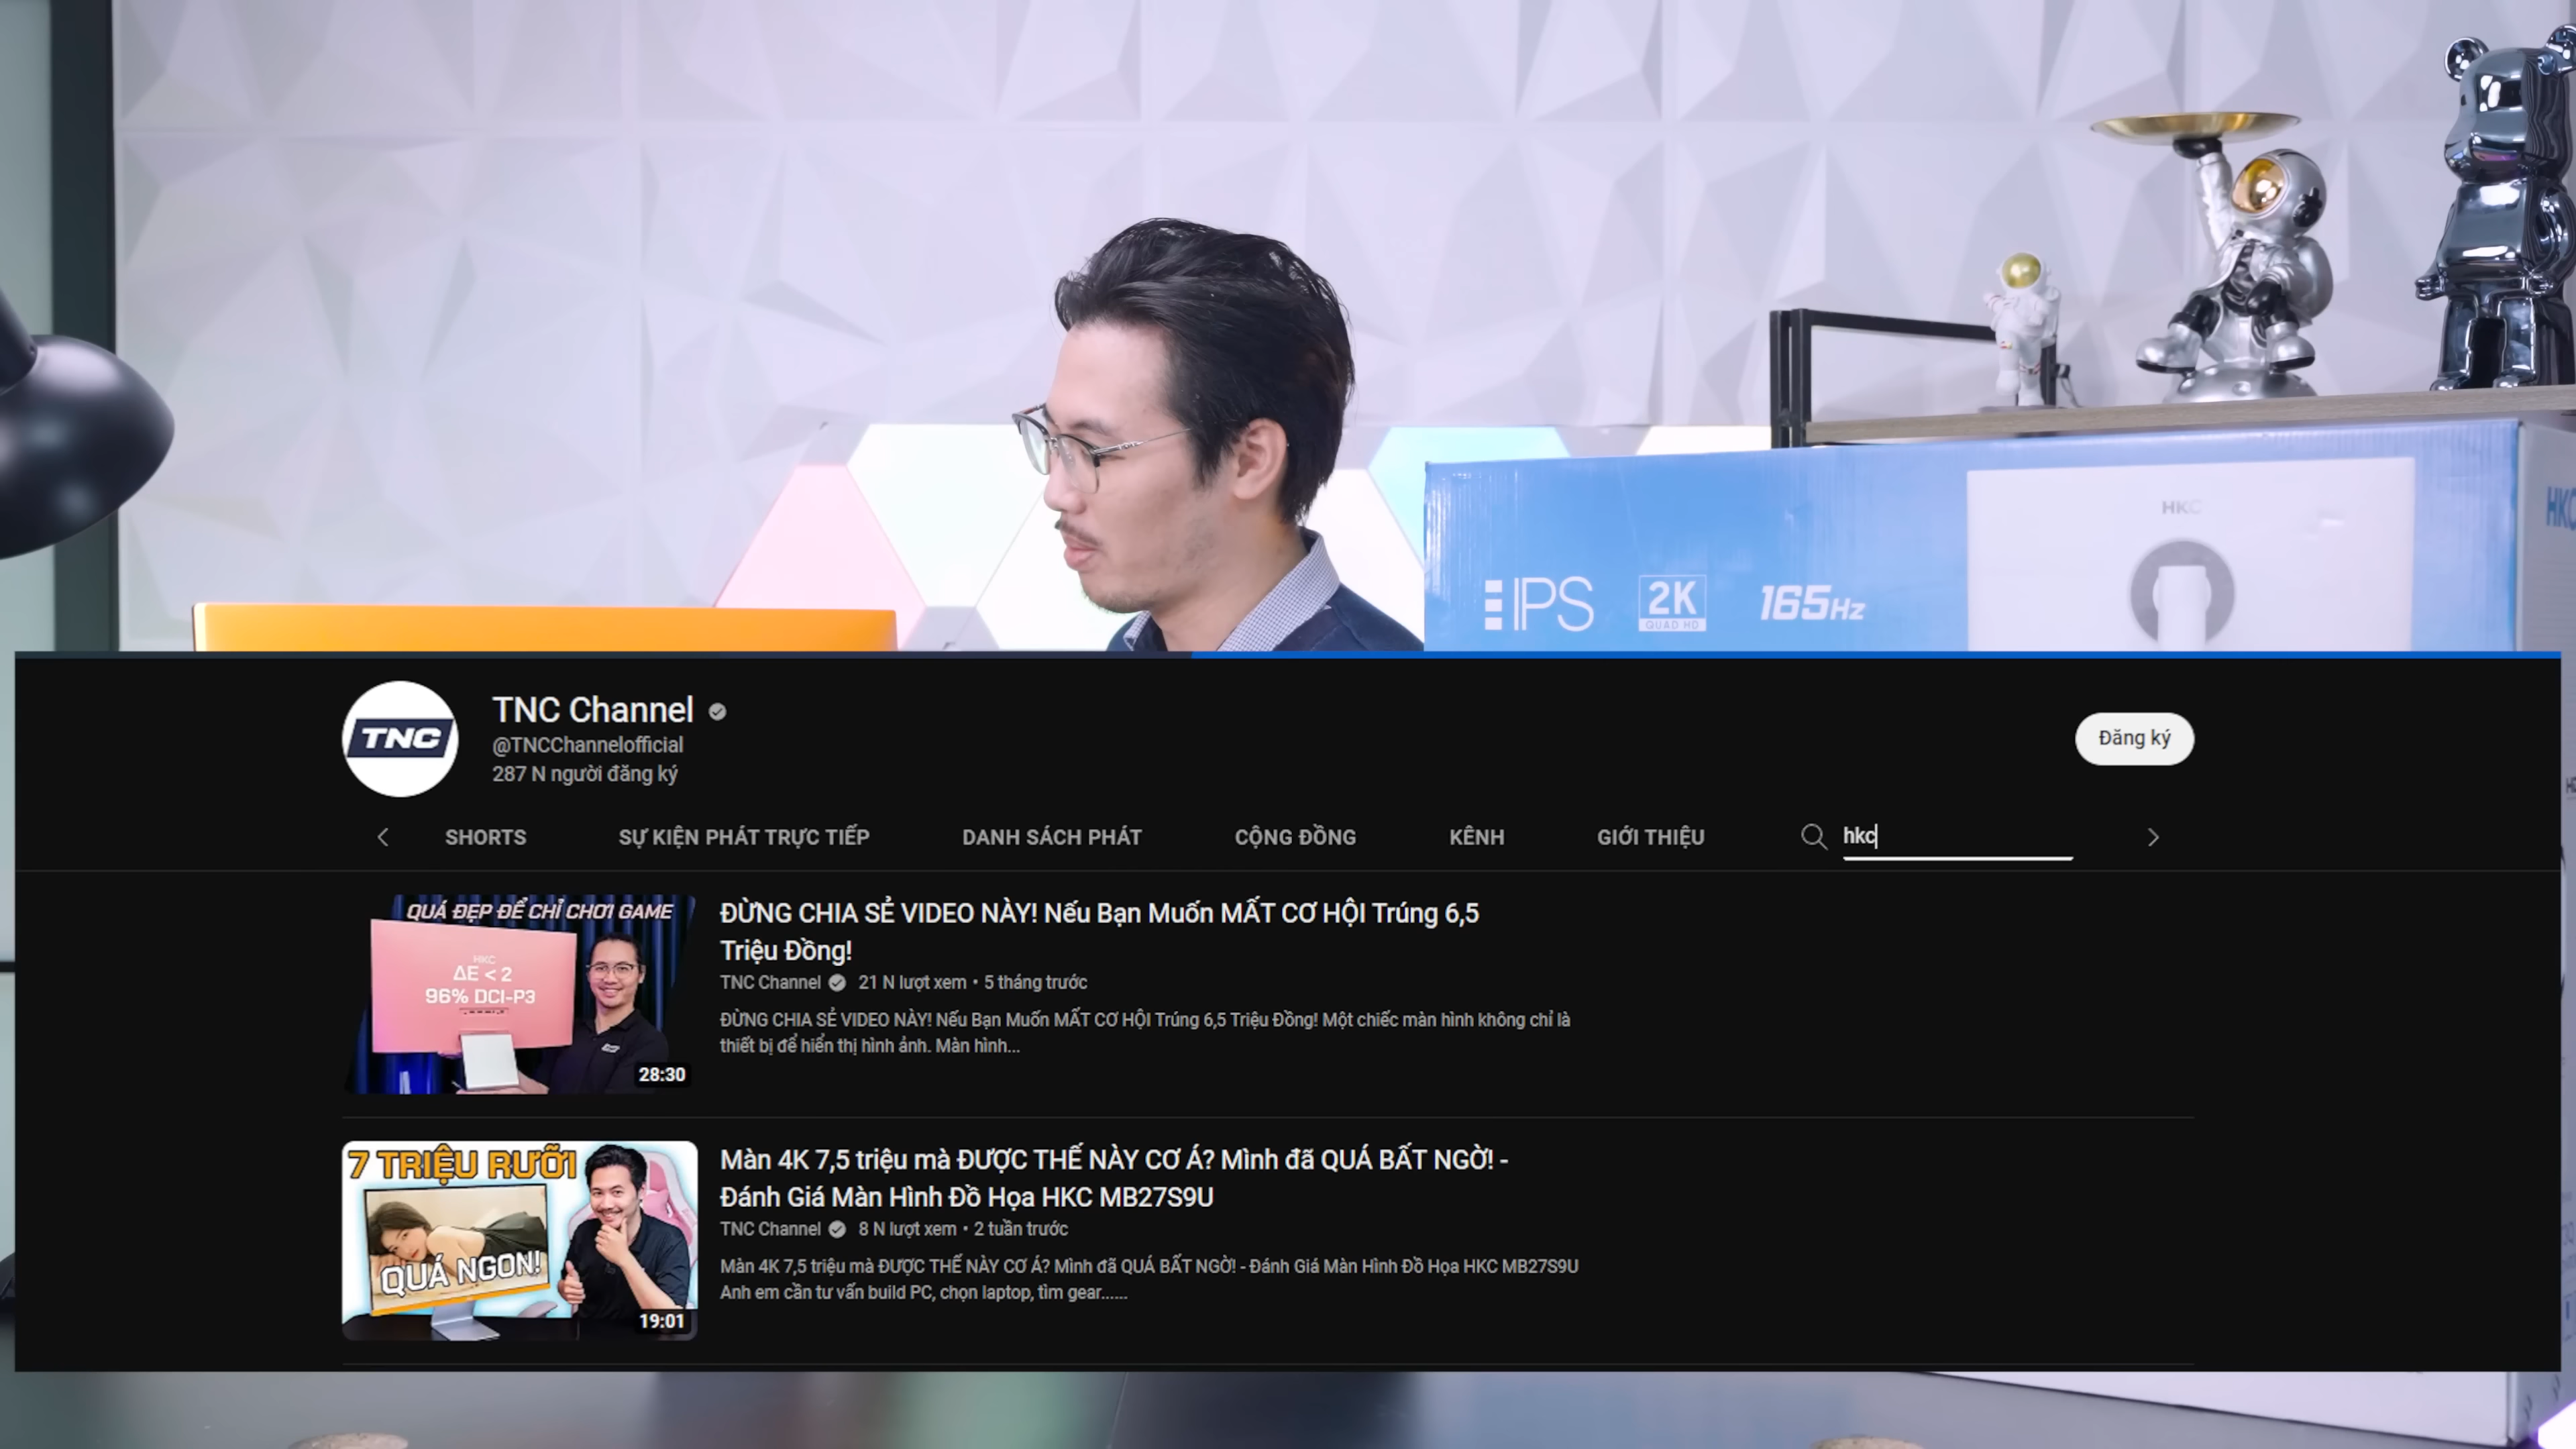 HKC
HKC
IPS
2K
QUAD HD
165Hz
TNC
TNC Channel
@TNCChannelofficial
287 N người đăng ký
Đăng ký
SHORTS
SỰ KIỆN PHÁT TRỰC TIẾP
DANH SÁCH PHÁT
CỘNG ĐỒNG
KÊNH
GIỚI THIỆU
hkc
QUÁ ĐẸP ĐỂ CHỈ CHƠI GAME
HKC
ΔE < 2
96% DCI-P3
28:30
ĐỪNG CHIA SẺ VIDEO NÀY! Nếu Bạn Muốn MẤT CƠ HỘI Trúng 6,5
Triệu Đồng!
TNC Channel 21 N lượt xem • 5 tháng trước
ĐỪNG CHIA SẺ VIDEO NÀY! Nếu Bạn Muốn MẤT CƠ HỘI Trúng 6,5 Triệu Đồng! Một chiếc màn hình không chỉ là
thiết bị để hiển thị hình ảnh. Màn hình...
7 TRIỆU RƯỠI
QUÁ NGON!
19:01
Màn 4K 7,5 triệu mà ĐƯỢC THẾ NÀY CƠ Á? Mình đã QUÁ BẤT NGỜ! -
Đánh Giá Màn Hình Đồ Họa HKC MB27S9U
TNC Channel 8 N lượt xem • 2 tuần trước
Màn 4K 7,5 triệu mà ĐƯỢC THẾ NÀY CƠ Á? Mình đã QUÁ BẤT NGỜ! - Đánh Giá Màn Hình Đồ Họa HKC MB27S9U
Anh em cần tư vấn build PC, chọn laptop, tìm gear......